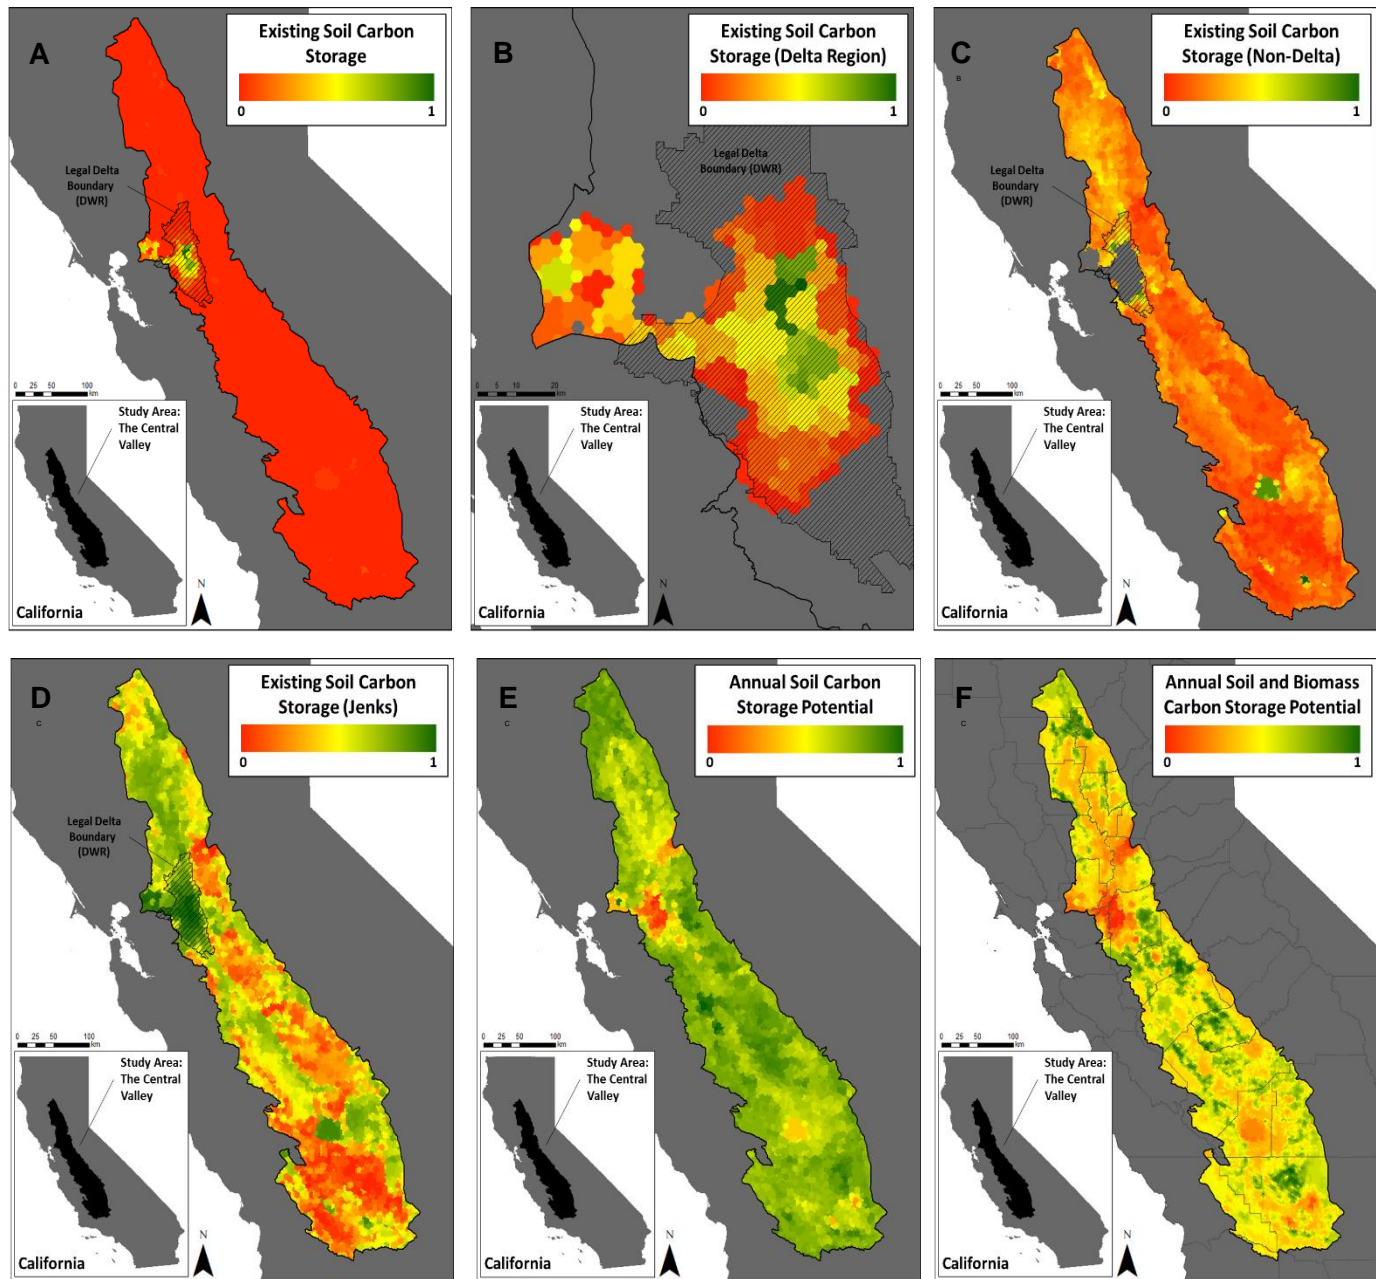 A
Existing Soil Carbon
Storage
0 1
Legal Delta
Boundary
(DWR)
0 25 50 100
km
Study Area:
The Central
Valley
California
N
B
Existing Soil Carbon
Storage (Delta Region)
0 1
Legal Delta
Boundary (DWR)
0 5 10 20
km
Study Area:
The Central
Valley
California
N
C
B
Existing Soil Carbon
Storage (Non-Delta)
0 1
Legal Delta
Boundary
(DWR)
0 25 50 100
km
Study Area:
The Central
Valley
California
N
D
C
Existing Soil Carbon
Storage (Jenks)
0 1
Legal Delta
Boundary
(DWR)
0 25 50 100
km
Study Area:
The Central
Valley
California
N
E
C
Annual Soil Carbon
Storage Potential
0 1
0 25 50 100
km
Study Area:
The Central
Valley
California
N
F
C
Annual Soil and Biomass
Carbon Storage Potential
0 1
0 25 50 100
km
Study Area:
The Central
Valley
California
N